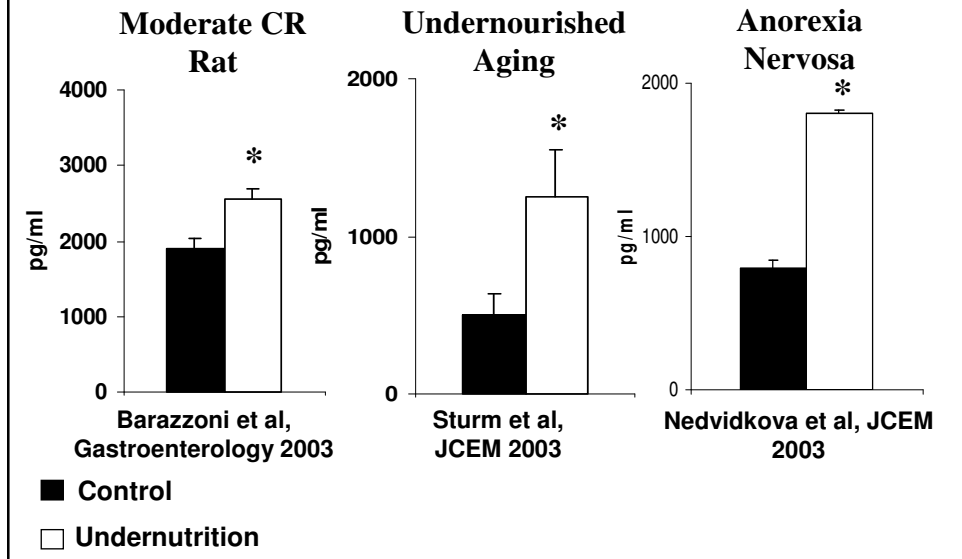 Moderate CR
Rat
4000
3000
2000
1000
0
pg/ml
*
Barazzoni et al,
Gastroenterology 2003
Undernourished
Aging
2000
1000
0
pg/ml
*
Sturm et al,
JCEM 2003
Anorexia
Nervosa
2000
1000
0
pg/ml
*
Nedvidkova et al, JCEM
2003
Control
Undernutrition